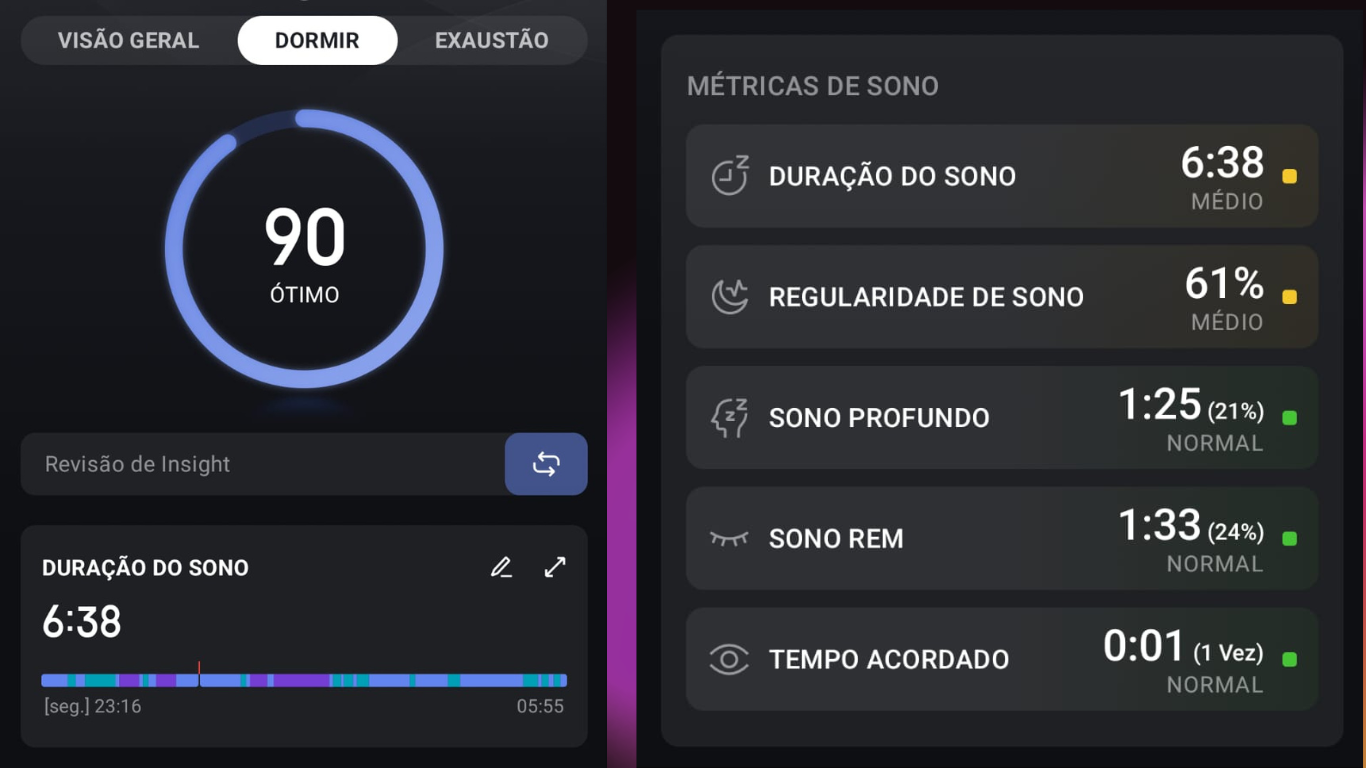 VISÃO GERAL
DORMIR
EXAUSTÃO
90
ÓTIMO
Revisão de Insight
DURAÇÃO DO SONO
6:38
[seg.] 23:16
05:55
MÉTRICAS DE SONO
DURAÇÃO DO SONO
6:38
MÉDIO
REGULARIDADE DE SONO
61%
MÉDIO
SONO PROFUNDO
1:25 (21%)
NORMAL
SONO REM
1:33 (24%)
NORMAL
TEMPO ACORDADO
0:01 (1 Vez)
NORMAL